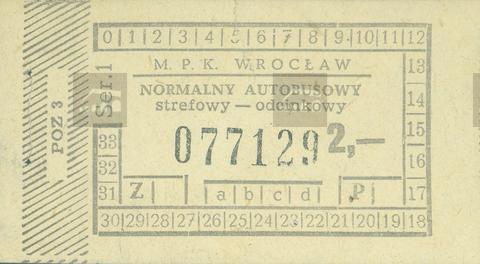 0 1 2 3 4 5 6 7 8 9 10 11 12
M. P. K. WROCŁAW
NORMALNY AUTOBUSOWY
strefowy — odcinkowy
077129 2,—
Ser. 1
POZ 3
13
14
15
16
17
33
32
31
Z a b c d P
30 29 28 27 26 25 24 23 22 21 20 19 18